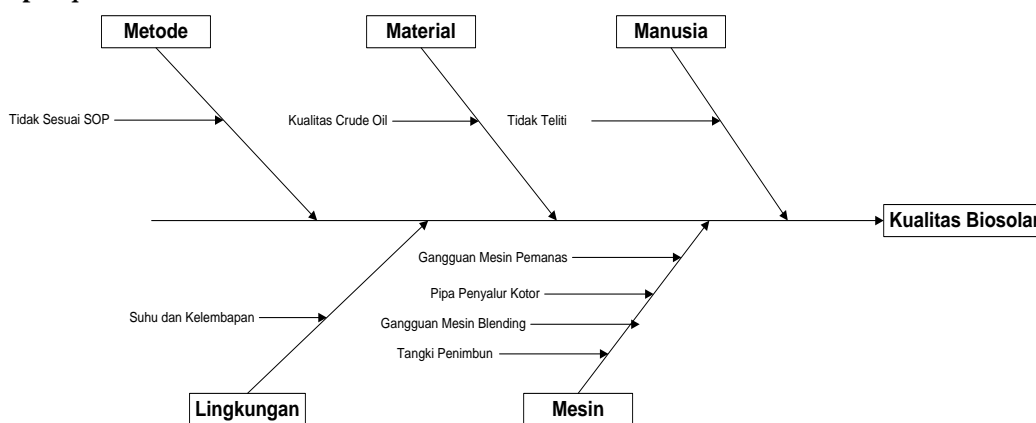 Metode
Material
Manusia
Tidak Sesuai SOP
Kualitas Crude Oil
Tidak Teliti
Kualitas Biosolar
Gangguan Mesin Pemanas
Pipa Penyalur Kotor
Suhu dan Kelembapan
Gangguan Mesin Blending
Tangki Penimbun
Lingkungan
Mesin